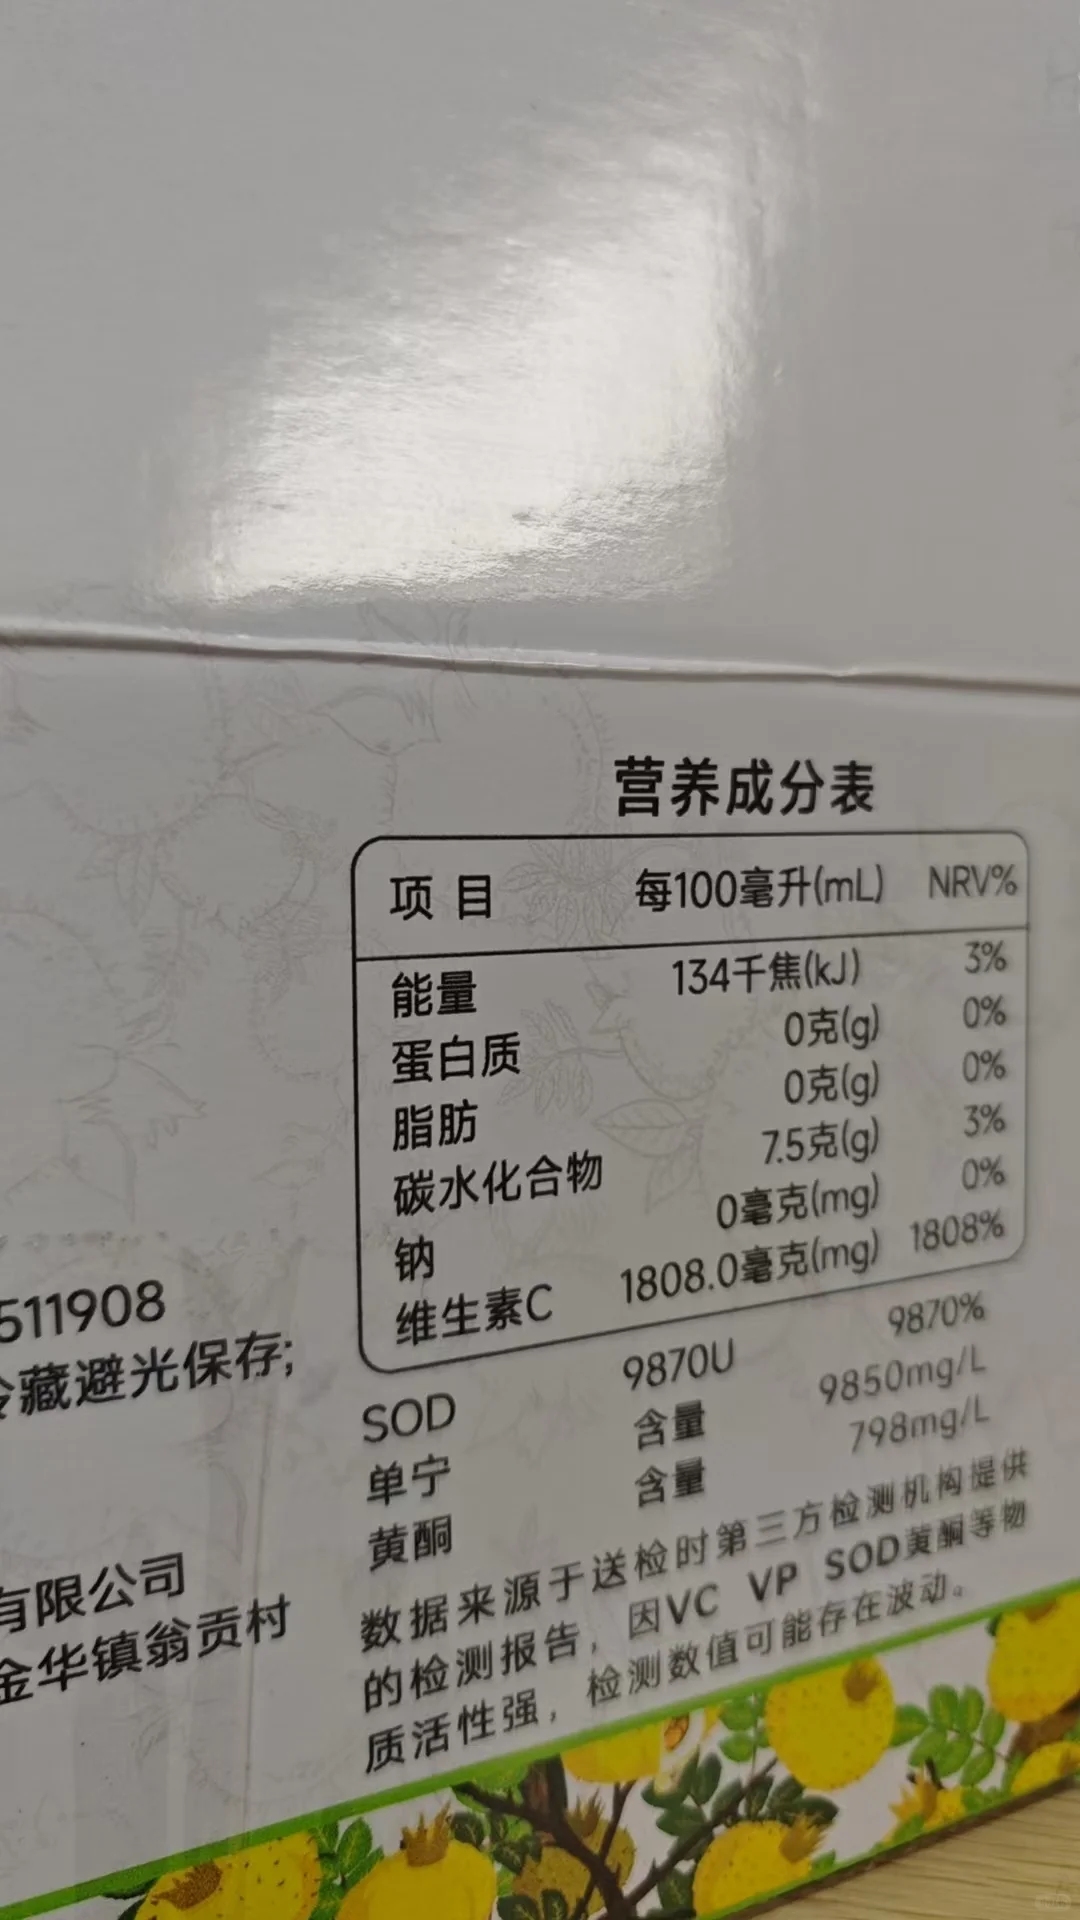 营养成分表
项目 每100毫升(mL) NRV%
能量 134千焦(kJ) 3%
蛋白质 0克(g) 0%
脂肪 0克(g) 0%
碳水化合物 7.5克(g) 3%
钠 0毫克(mg) 0%
维生素C 1808.0毫克(mg) 1808%
SOD 9870U 9870%
单宁 含量 9850mg/L
黄酮 含量 798mg/L
数据来源于送检时第三方检测机构提供
的检测报告，因VC VP SOD黄酮等物
质活性强，检测数值可能存在波动。
511908
藏避光保存;
有限公司
金华镇翁贡村